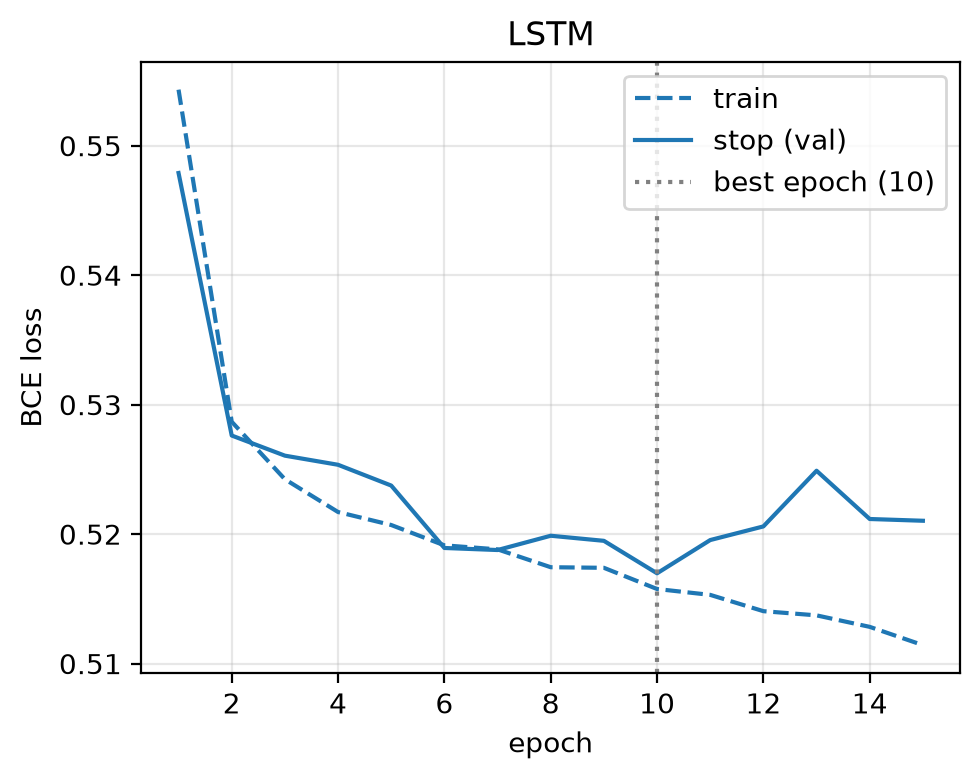 LSTM
train
stop (val)
best epoch (10)
BCE loss
0.55
0.54
0.53
0.52
0.51
2 4 6 8 10 12 14
epoch